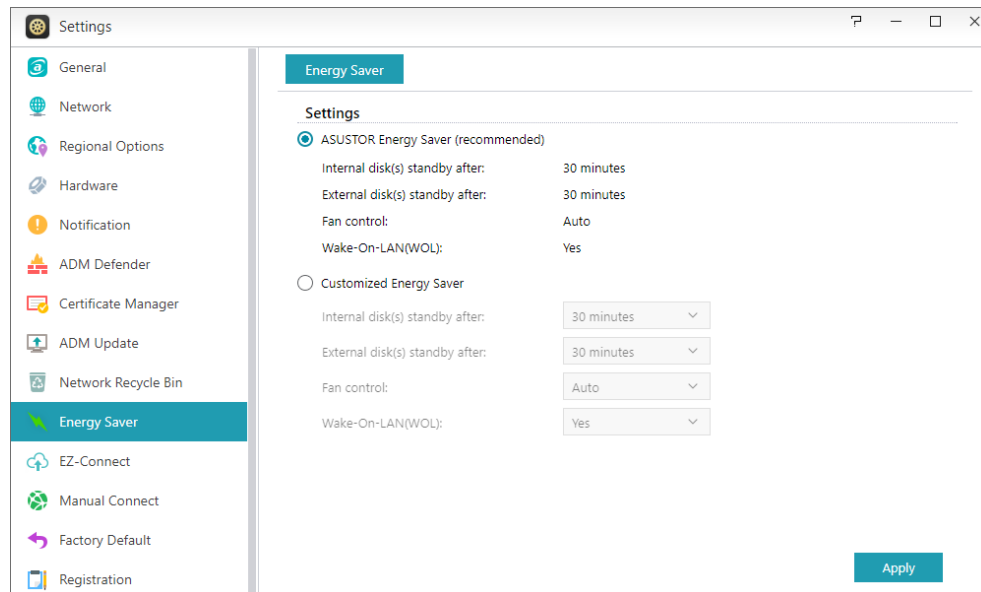 Settings
General
Network
Regional Options
Hardware
Notification
ADM Defender
Certificate Manager
ADM Update
Network Recycle Bin
Energy Saver
EZ-Connect
Manual Connect
Factory Default
Registration
Energy Saver
Settings
ASUSTOR Energy Saver (recommended)
Internal disk(s) standby after: 30 minutes
External disk(s) standby after: 30 minutes
Fan control: Auto
Wake-On-LAN(WOL): Yes
Customized Energy Saver
Internal disk(s) standby after: 30 minutes
External disk(s) standby after: 30 minutes
Fan control: Auto
Wake-On-LAN(WOL): Yes
Apply